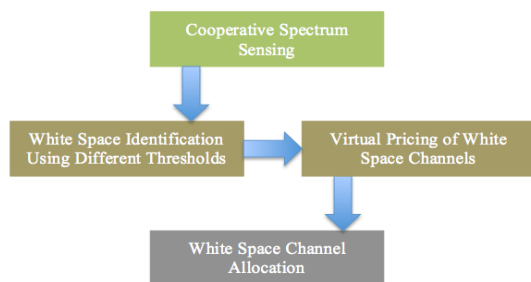 Cooperative Spectrum
Sensing
White Space Identification
Using Different Thresholds
Virtual Pricing of White
Space Channels
White Space Channel
Allocation